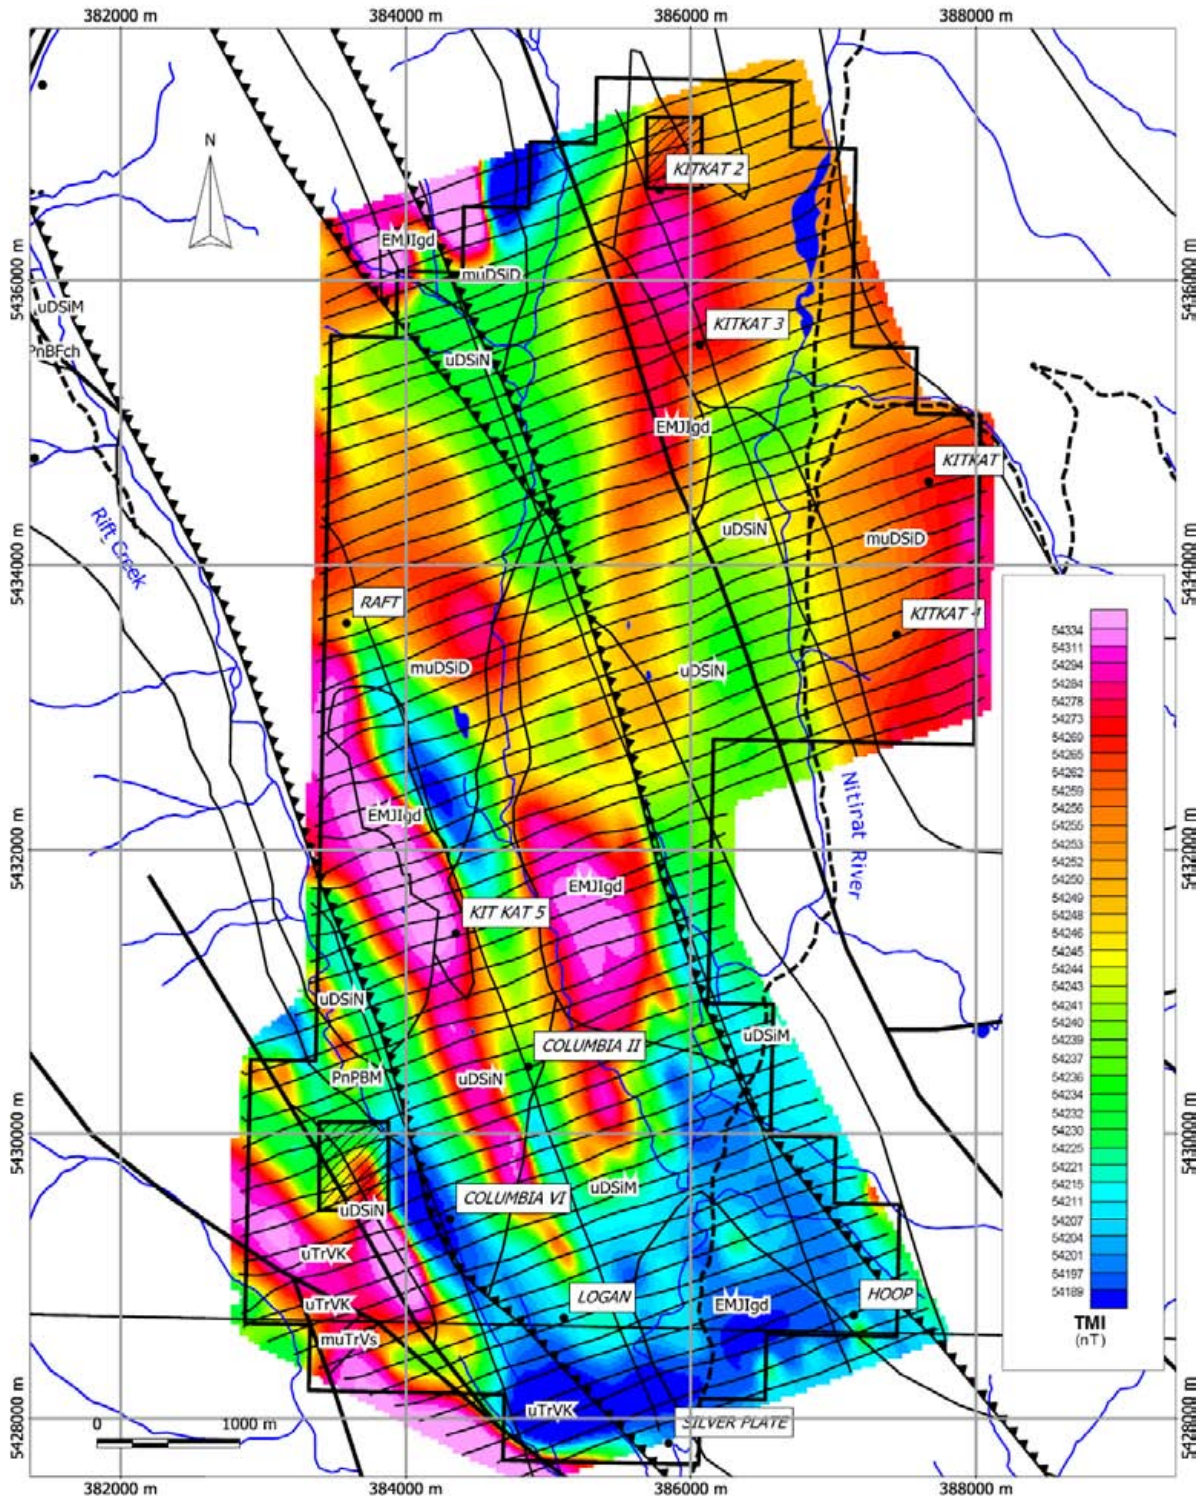 382000 m
384000 m
386000 m
388000 m
N
KITKAT 2
EMJIgd
muDSiD
5436000 m
5436000 m
uDSiM
KITKAT 3
PnBFch
uDSiN
EMJIgd
KITKAT
Rift Creek
uDSiN
muDSiD
5434000 m
5434000 m
RAFT
KITKAT 4
muDSiD
uDSiN
54334
54311
54294
54284
54278
54273
54269
54265
54262
54259
54256
54255
54253
54252
54250
54249
54248
54246
54245
54244
54243
54241
54240
54239
54237
54236
54234
54232
54230
54225
54221
54215
54211
54207
54204
54201
54197
54189
TMI
(nT)
Nitinat River
EMJIgd
5432000 m
5432000 m
EMJIgd
KIT KAT 5
uDSiN
COLUMBIA II
uDSiM
PnPBM
uDSiN
5430000 m
5430000 m
COLUMBIA VI
uDSiM
uDSiN
uTrVK
LOGAN
HOOP
EMJIgd
uTrVK
muTrVs
uTrVK
SILVER PLATE
5428000 m
5428000 m
0
1000 m
382000 m
384000 m
386000 m
388000 m